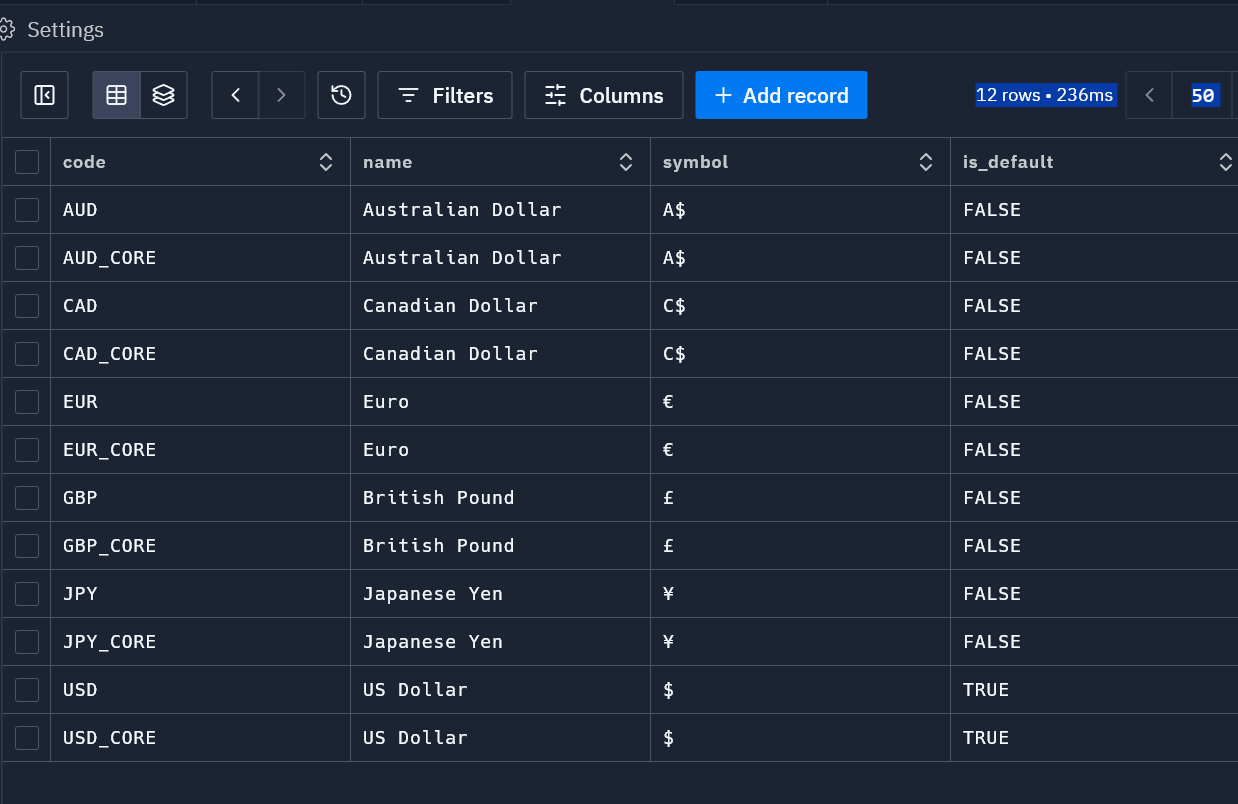 Settings
Filters Columns + Add record 12 rows • 236ms 50
code name symbol is_default
AUD Australian Dollar A$ FALSE
AUD_CORE Australian Dollar A$ FALSE
CAD Canadian Dollar C$ FALSE
CAD_CORE Canadian Dollar C$ FALSE
EUR Euro € FALSE
EUR_CORE Euro € FALSE
GBP British Pound £ FALSE
GBP_CORE British Pound £ FALSE
JPY Japanese Yen ¥ FALSE
JPY_CORE Japanese Yen ¥ FALSE
USD US Dollar $ TRUE
USD_CORE US Dollar $ TRUE